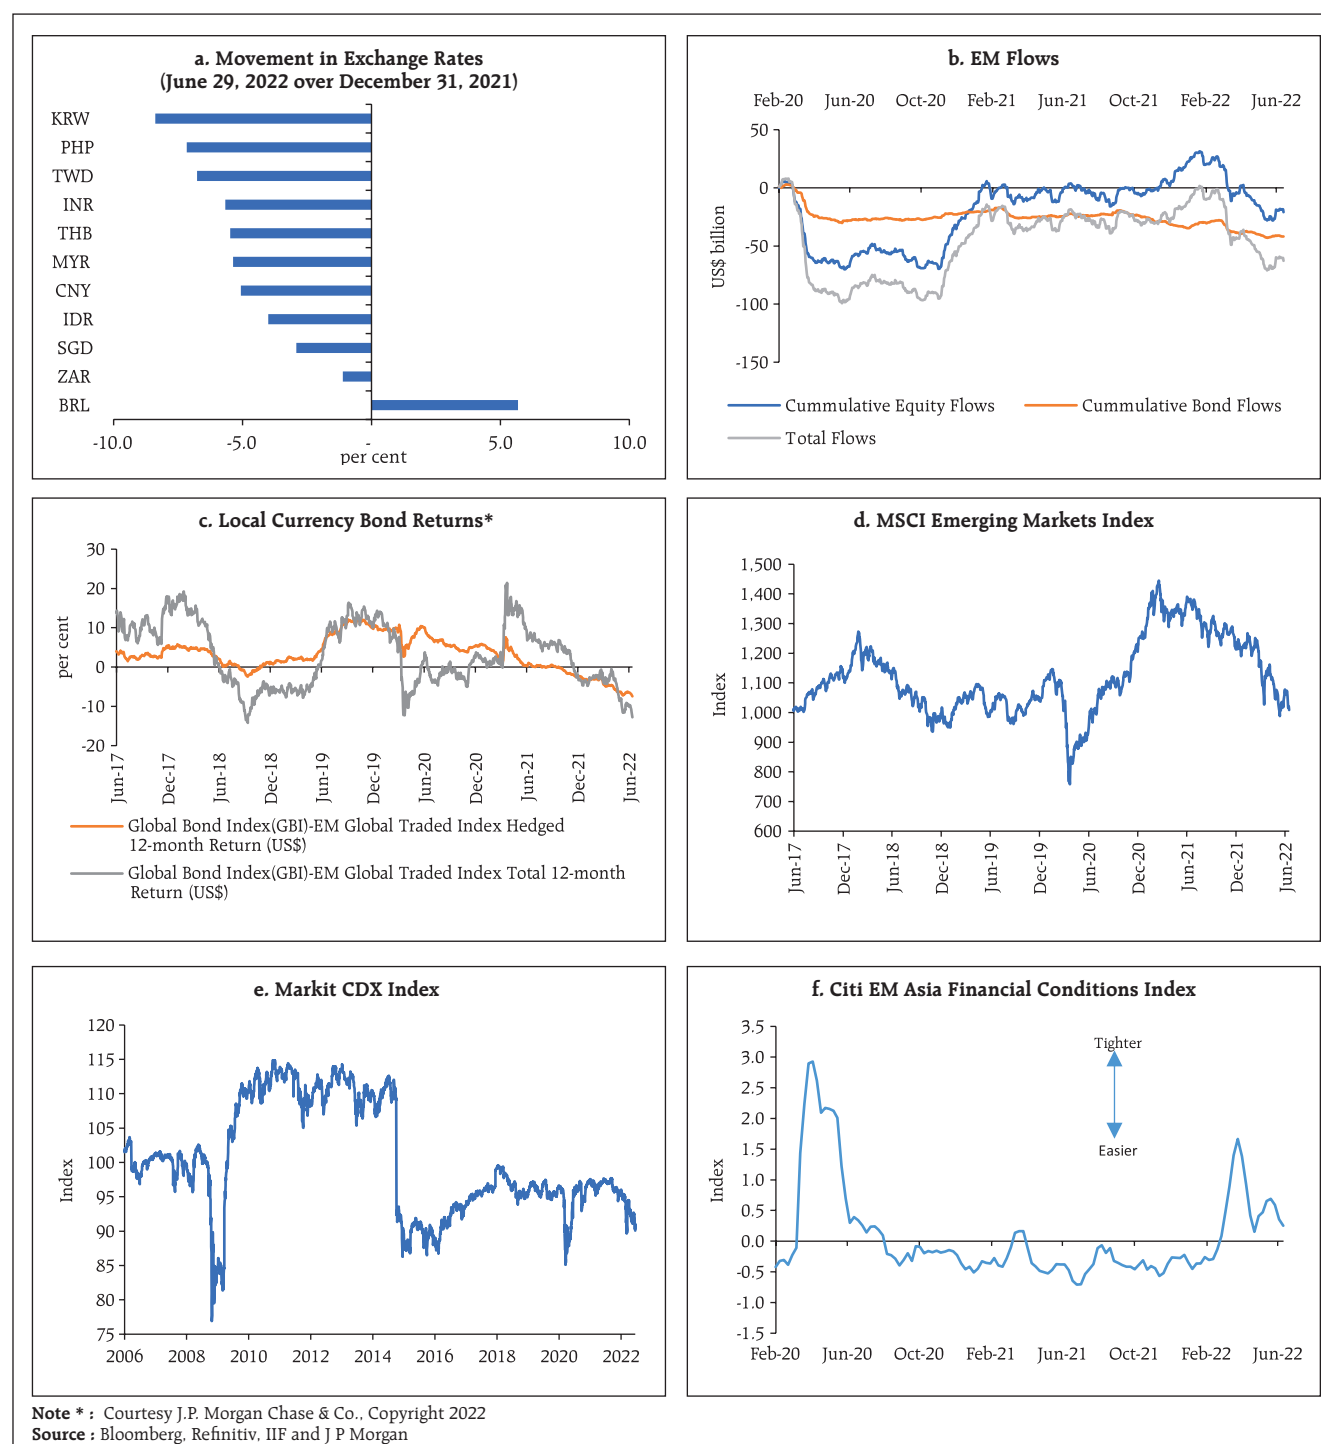 a. Movement in Exchange Rates
(June 29, 2022 over December 31, 2021)
KRW
PHP
TWD
INR
THB
MYR
CNY
IDR
SGD
ZAR
BRL
-10.0 -5.0 - 5.0 10.0
per cent
b. EM Flows
Feb-20 Jun-20 Oct-20 Feb-21 Jun-21 Oct-21 Feb-22 Jun-22
US$ billion
50
0
-50
-100
-150
Cummulative Equity Flows
Cummulative Bond Flows
Total Flows
c. Local Currency Bond Returns*
per cent
30
20
10
0
-10
-20
Jun-17 Dec-17 Jun-18 Dec-18 Jun-19 Dec-19 Jun-20 Dec-20 Jun-21 Dec-21 Jun-22
Global Bond Index(GBI)-EM Global Traded Index Hedged
12-month Return (US$)
Global Bond Index(GBI)-EM Global Traded Index Total 12-month
Return (US$)
d. MSCI Emerging Markets Index
Index
1,500
1,400
1,300
1,200
1,100
1,000
900
800
700
600
Jun-17 Dec-17 Jun-18 Dec-18 Jun-19 Dec-19 Jun-20 Dec-20 Jun-21 Dec-21 Jun-22
e. Markit CDX Index
Index
120
115
110
105
100
95
90
85
80
75
2006 2008 2010 2012 2014 2016 2018 2020 2022
f. Citi EM Asia Financial Conditions Index
Index
3.5
3.0
2.5
2.0
1.5
1.0
0.5
0.0
-0.5
-1.0
-1.5
Tighter
Easier
Feb-20 Jun-20 Oct-20 Feb-21 Jun-21 Oct-21 Feb-22 Jun-22
Note * : Courtesy J.P. Morgan Chase & Co., Copyright 2022
Source : Bloomberg, Refinitiv, IIF and J P Morgan